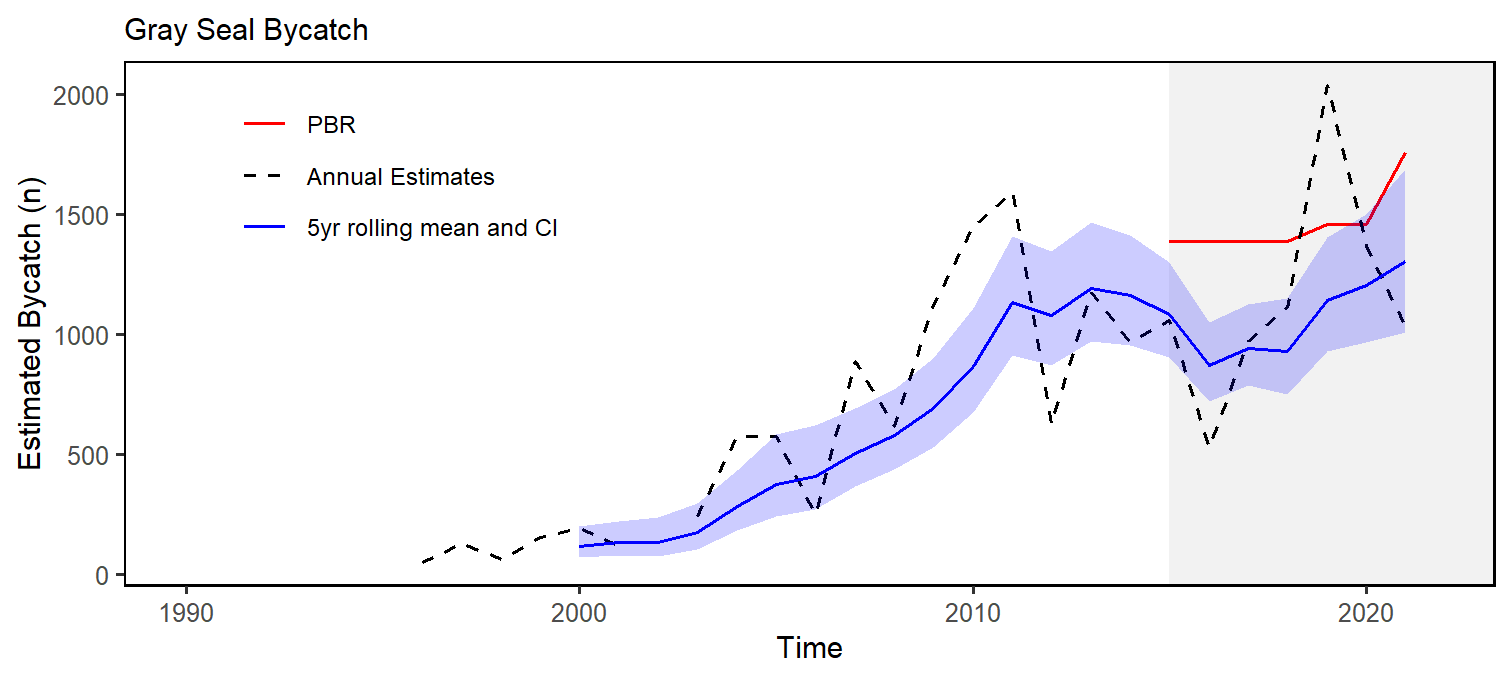 Gray Seal Bycatch
2000
1500
1000
500
0
Estimated Bycatch (n)
PBR
Annual Estimates
5yr rolling mean and CI
1990
2000
2010
2020
Time